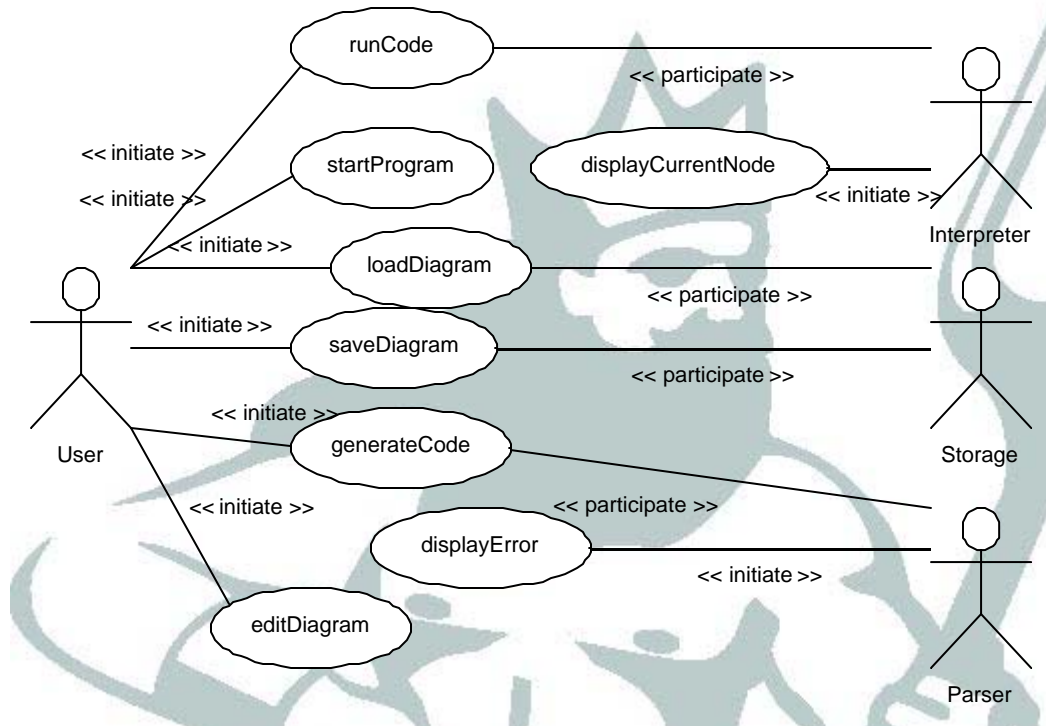 runCode
<< participate >>
<< initiate >>
startProgram
displayCurrentNode
<< initiate >>
<< initiate >>
Interpreter
<< initiate >>
loadDiagram
<< participate >>
<< initiate >>
saveDiagram
<< participate >>
<< initiate >>
generateCode
User
Storage
<< initiate >>
<< participate >>
displayError
<< initiate >>
editDiagram
Parser